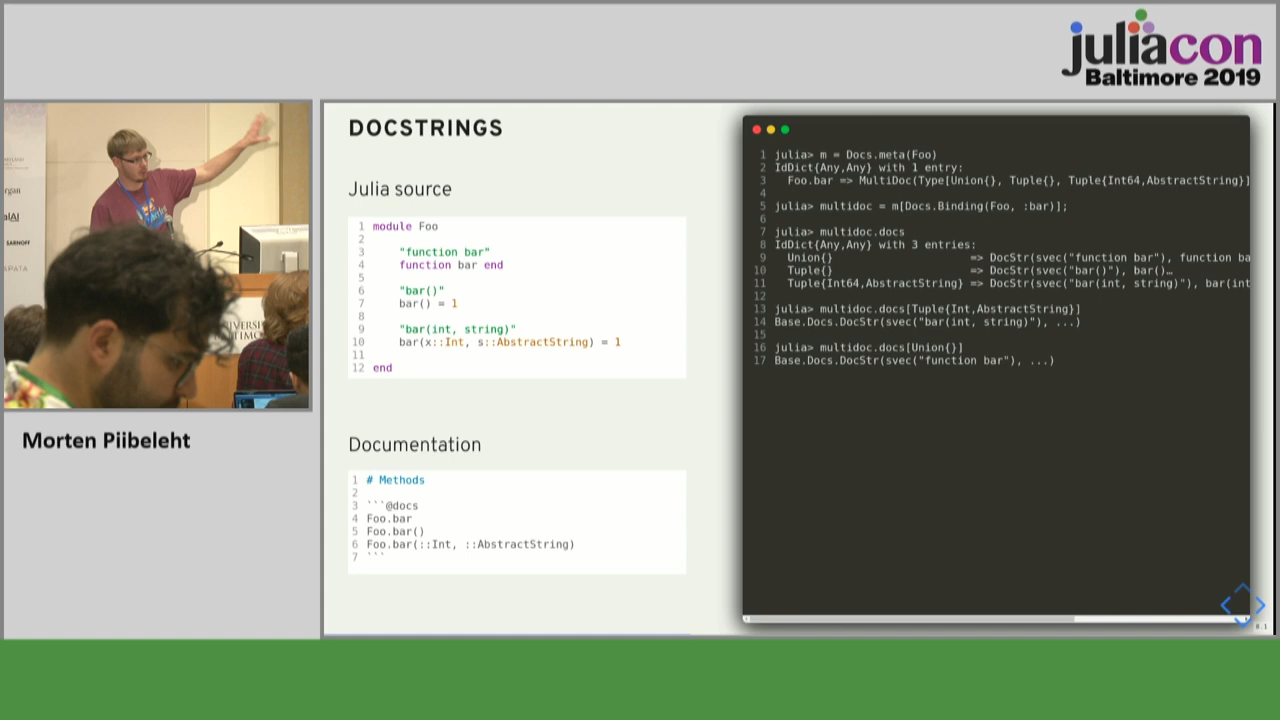 juliacon
Baltimore 2019
DOCSTRINGS
Julia source
1 module Foo
2
3 "function bar"
4 function bar end
5
6 "bar()"
7 bar() = 1
8
9 "bar(int, string)"
10 bar(x::Int, s::AbstractString) = 1
11
12 end
Documentation
1 # Methods
2
3 ```@docs
4 Foo.bar
5 Foo.bar()
6 Foo.bar(::Int, ::AbstractString)
7 ```
1 julia> m = Docs.meta(Foo)
2 IdDict{Any,Any} with 1 entry:
3 Foo.bar => MultiDoc(Type[Union{}, Tuple{}, Tuple{Int64,AbstractString}]
4
5 julia> multidoc = m[Docs.Binding(Foo, :bar)];
6
7 julia> multidoc.docs
8 IdDict{Any,Any} with 3 entries:
9 Union{} => DocStr(svec("function bar"), function ba
10 Tuple{} => DocStr(svec("bar()"), bar()…
11 Tuple{Int64,AbstractString} => DocStr(svec("bar(int, string)"), bar(int
12
13 julia> multidoc.docs[Tuple{Int,AbstractString}]
14 Base.Docs.DocStr(svec("bar(int, string)"), ...)
15
16 julia> multidoc.docs[Union{}]
17 Base.Docs.DocStr(svec("function bar"), ...)
Morten Piibeleht
SARNOFF